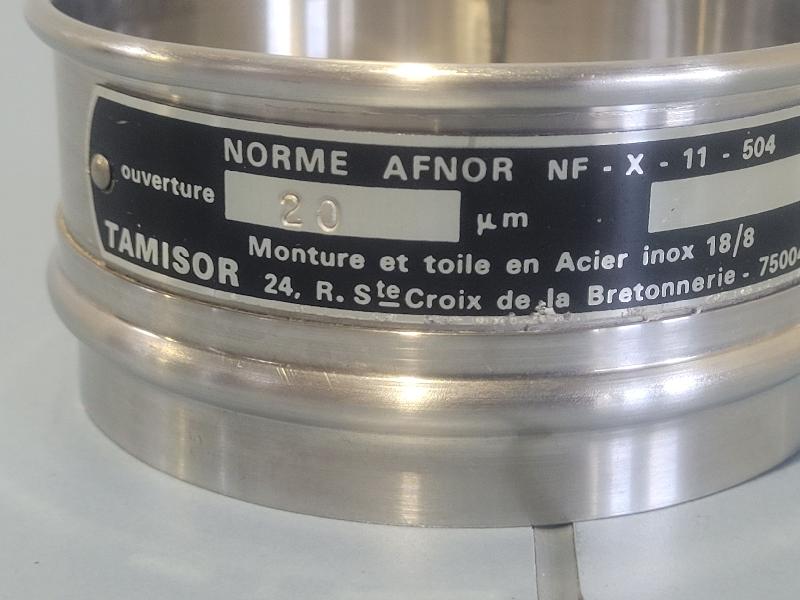 NORME AFNOR NF - X - 11 - 504
ouverture 20 µm
Monture et toile en Acier inox 18/8
TAMISOR 24, R. Ste Croix de la Bretonnerie - 75004